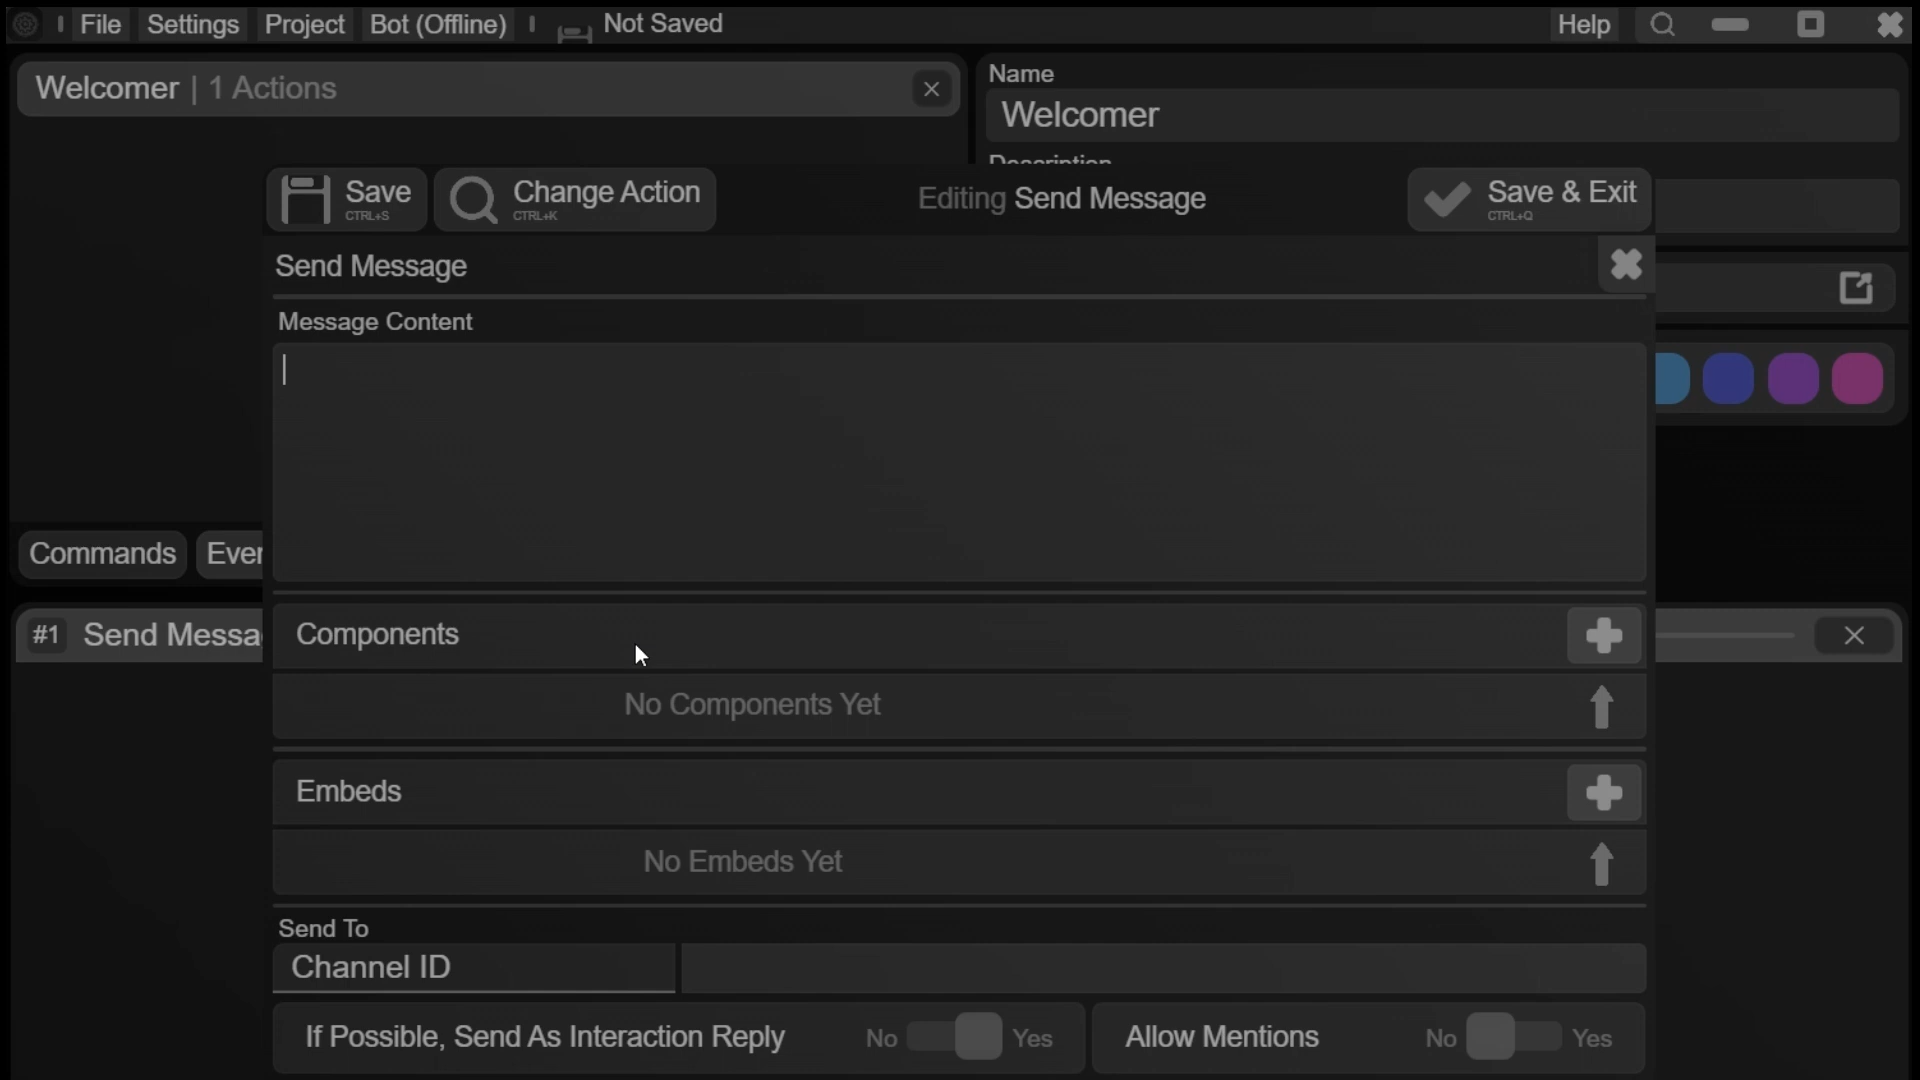 File Settings Project Bot (Offline) Not Saved Help
Welcomer | 1 Actions
Name
Welcomer
Description
Save
CTRL+S
Change Action
CTRL+K
Editing Send Message
Save & Exit
CTRL+Q
Send Message
Message Content
Commands
Ever
#1 Send Messa
Components
No Components Yet
Embeds
No Embeds Yet
Send To
Channel ID
If Possible, Send As Interaction Reply No Yes
Allow Mentions No Yes